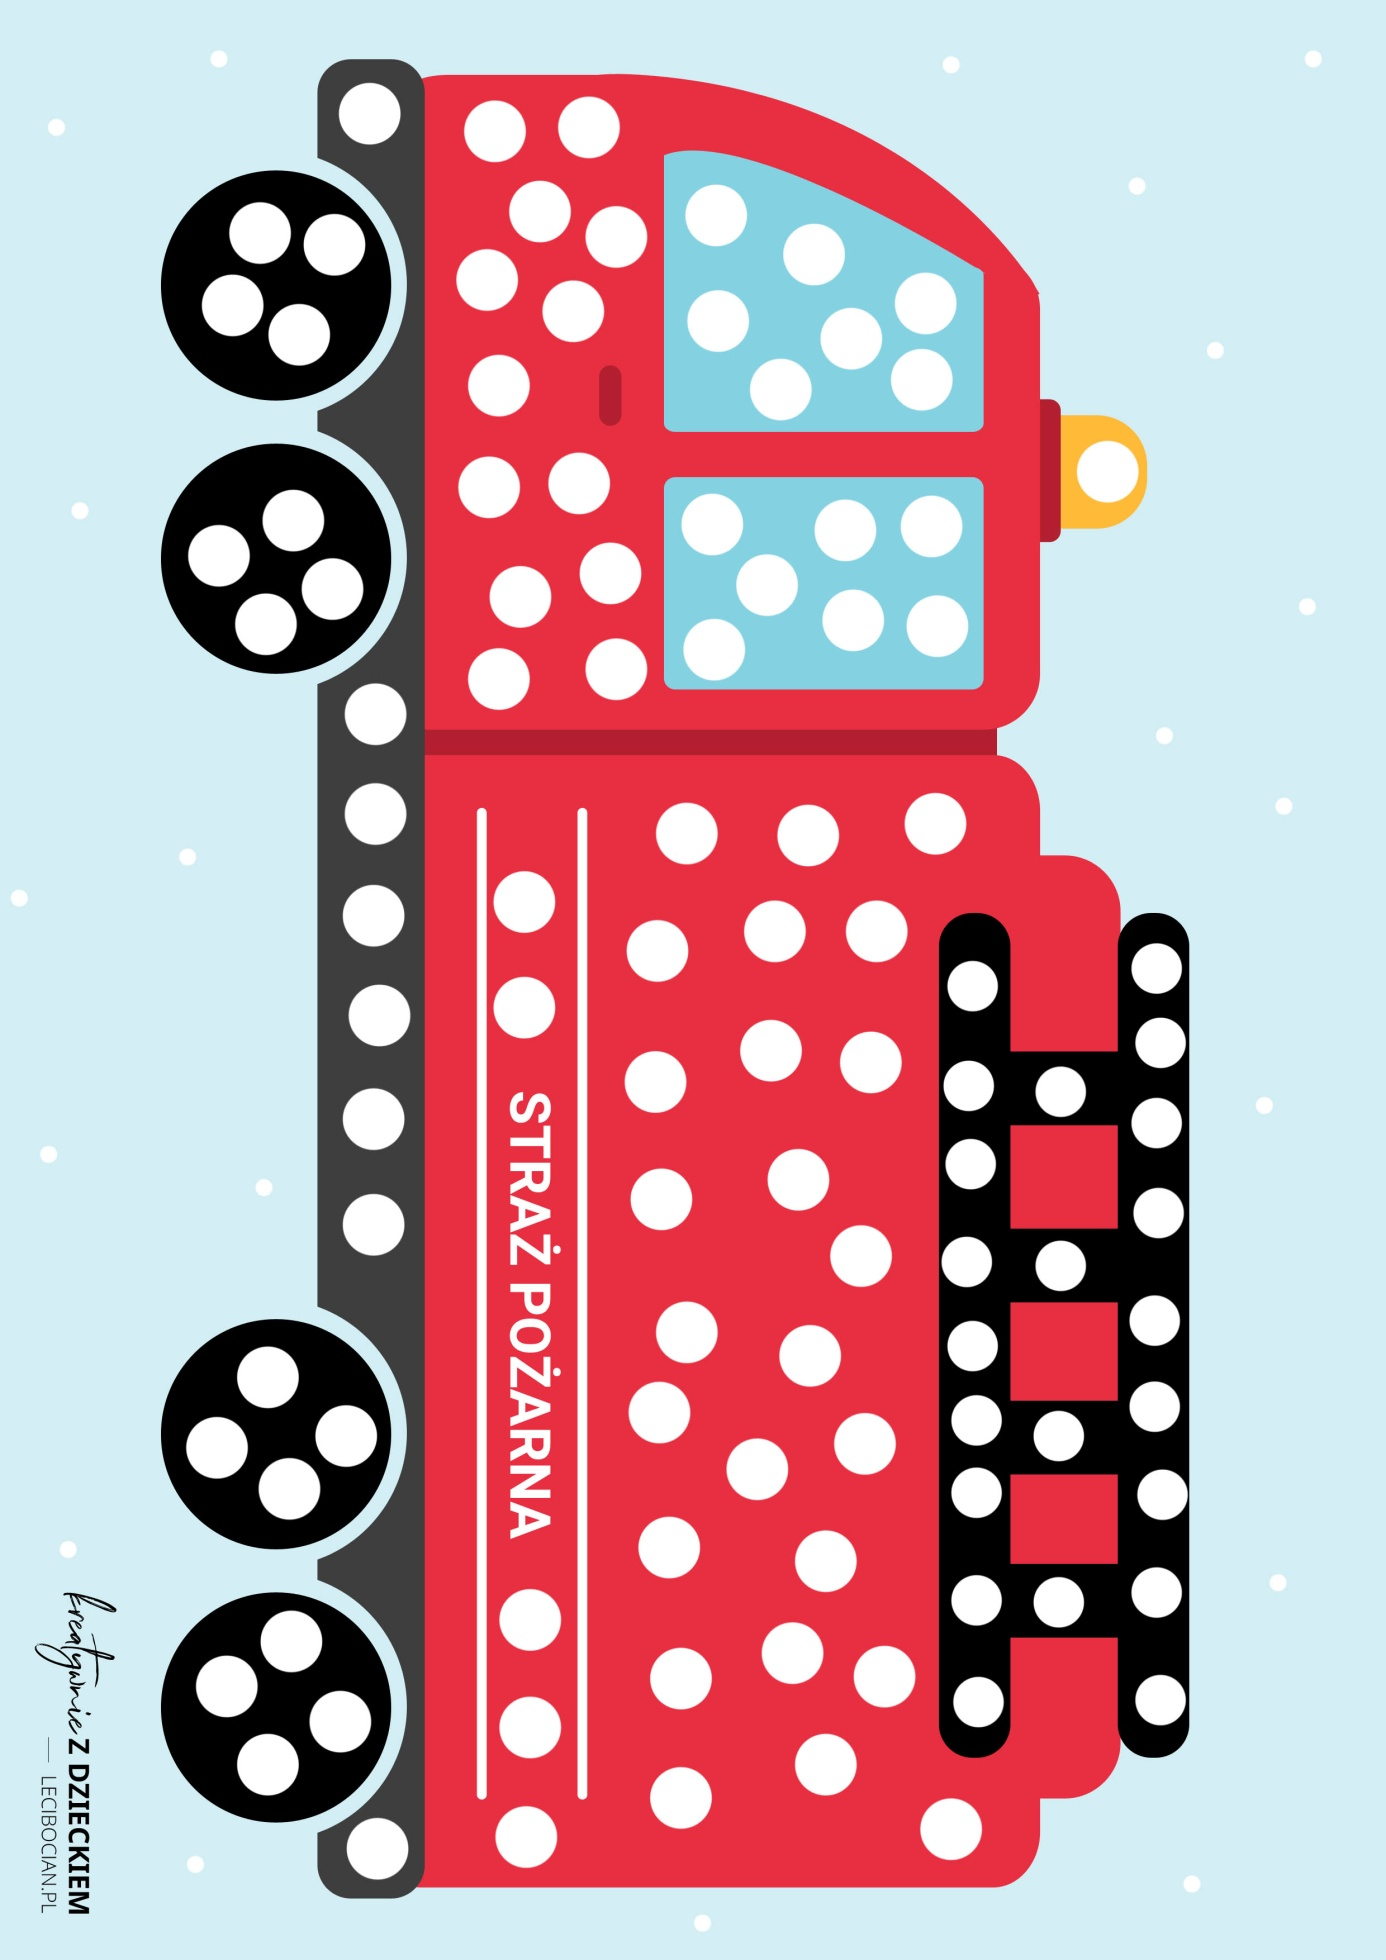 STRAŻ POŻARNA
kreatywnie Z DZIECKIEM
— LECIBOCIAN.PL